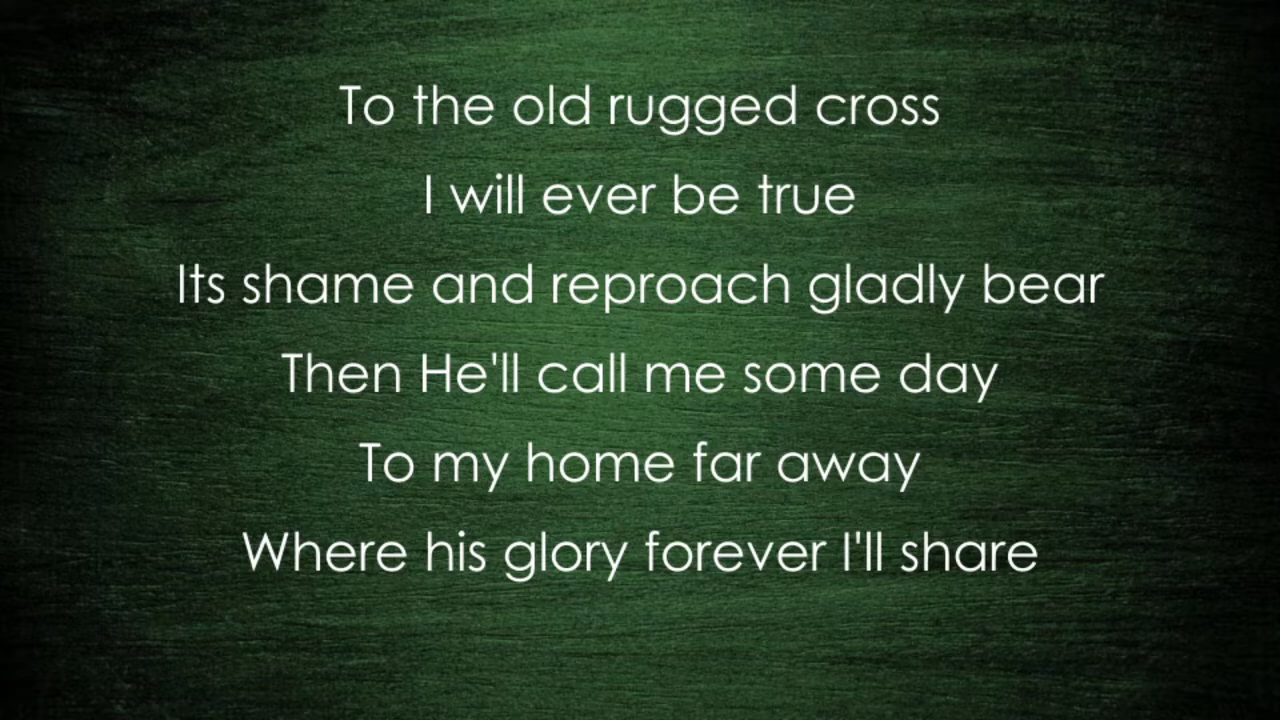 To the old rugged cross
I will ever be true
Its shame and reproach gladly bear
Then He'll call me some day
To my home far away
Where his glory forever I'll share